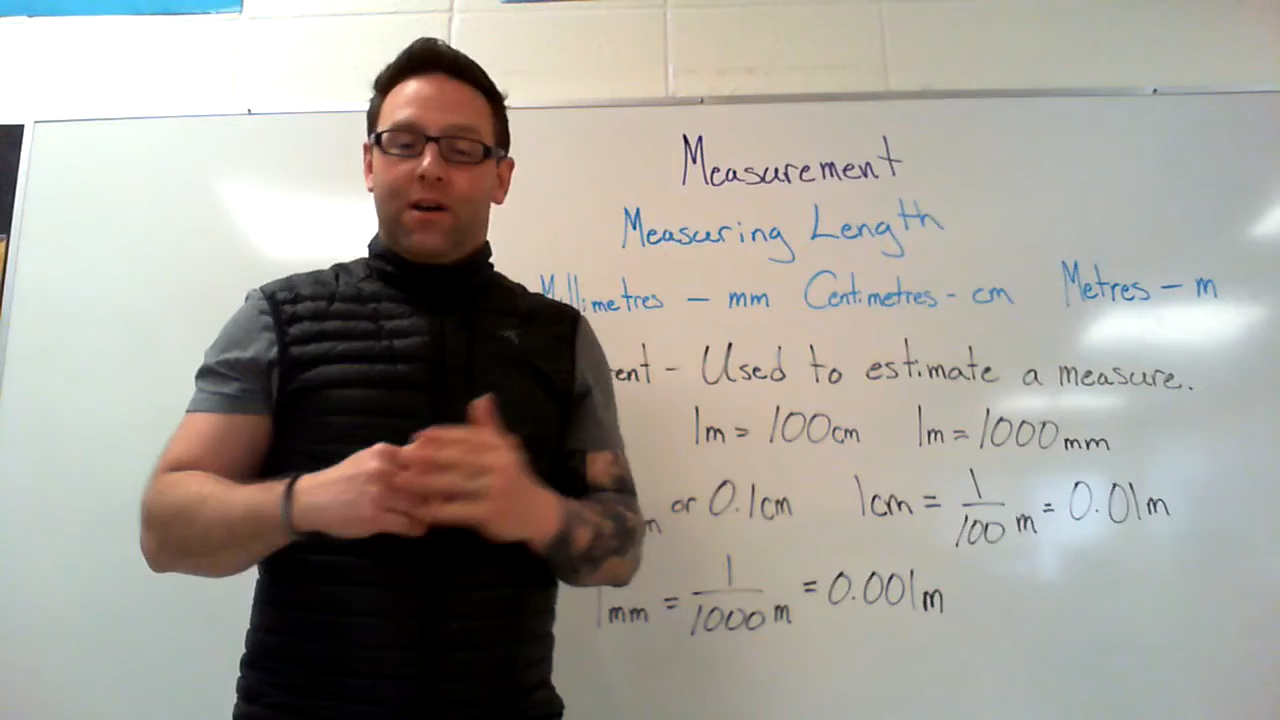 Measurement
Measuring Length
Millimetres - mm Centimetres - cm Metres - m
- Used to estimate a measure.
1m = 100cm 1m = 1000mm
or 0.1cm 1cm = 1/100 m = 0.01m
1mm = 1/1000 m = 0.001m